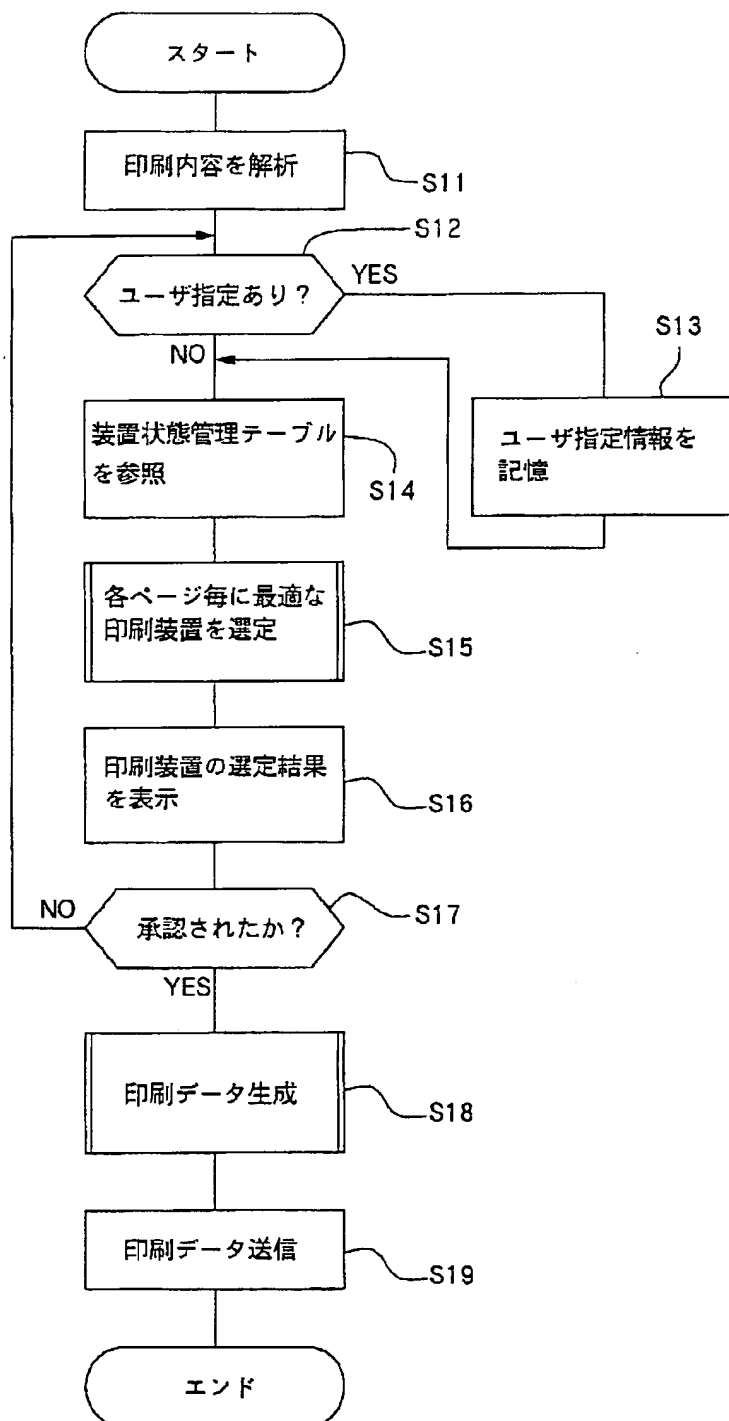 スタート
印刷内容を解析
S11
S12
ユーザ指定あり？
YES
NO
S13
ユーザ指定情報を
記憶
装置状態管理テーブル
を参照
S14
各ページ毎に最適な
印刷装置を選定
S15
印刷装置の選定結果
を表示
S16
NO
承認されたか？
S17
YES
印刷データ生成
S18
印刷データ送信
S19
エンド